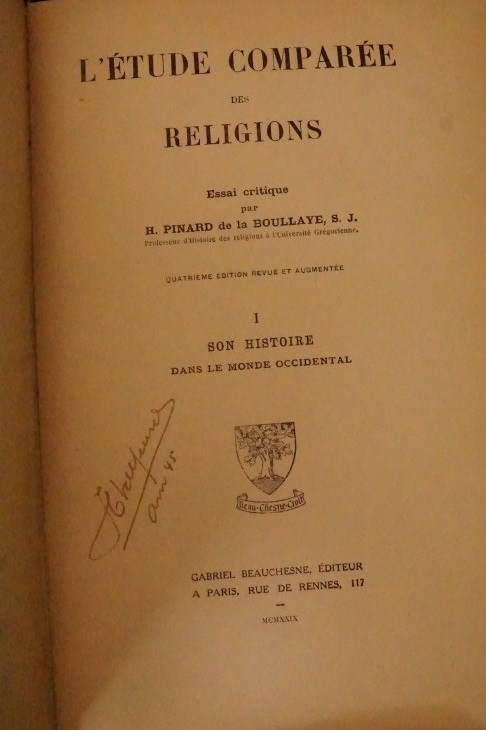 L'ÉTUDE COMPARÉE
DES
RELIGIONS
Essai critique
par
H. PINARD de la BOULLAYE, S. J.
Professeur d'Histoire des religions à l'Université Grégorienne.
QUATRIÈME ÉDITION REVUE ET AUGMENTÉE
I
SON HISTOIRE
DANS LE MONDE OCCIDENTAL
Beau-Chesne-Croit
45
GABRIEL BEAUCHESNE, ÉDITEUR
A PARIS, RUE DE RENNES, 117
MCMXXIX